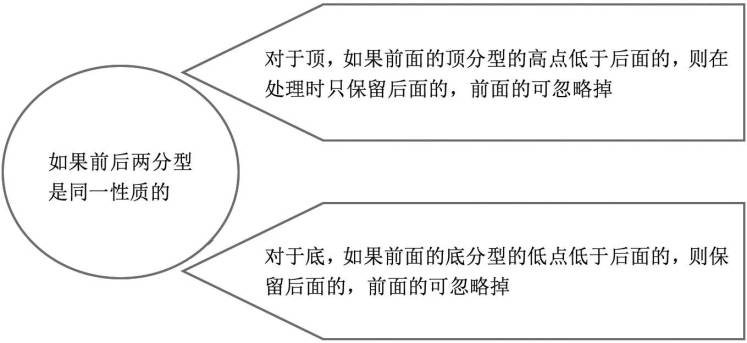 对于顶，如果前面的顶分型的高点低于后面的，则在
处理时只保留后面的，前面的可忽略掉
如果前后两分型
是同一性质的
对于底，如果前面的底分型的低点低于后面的，则保
留后面的，前面的可忽略掉